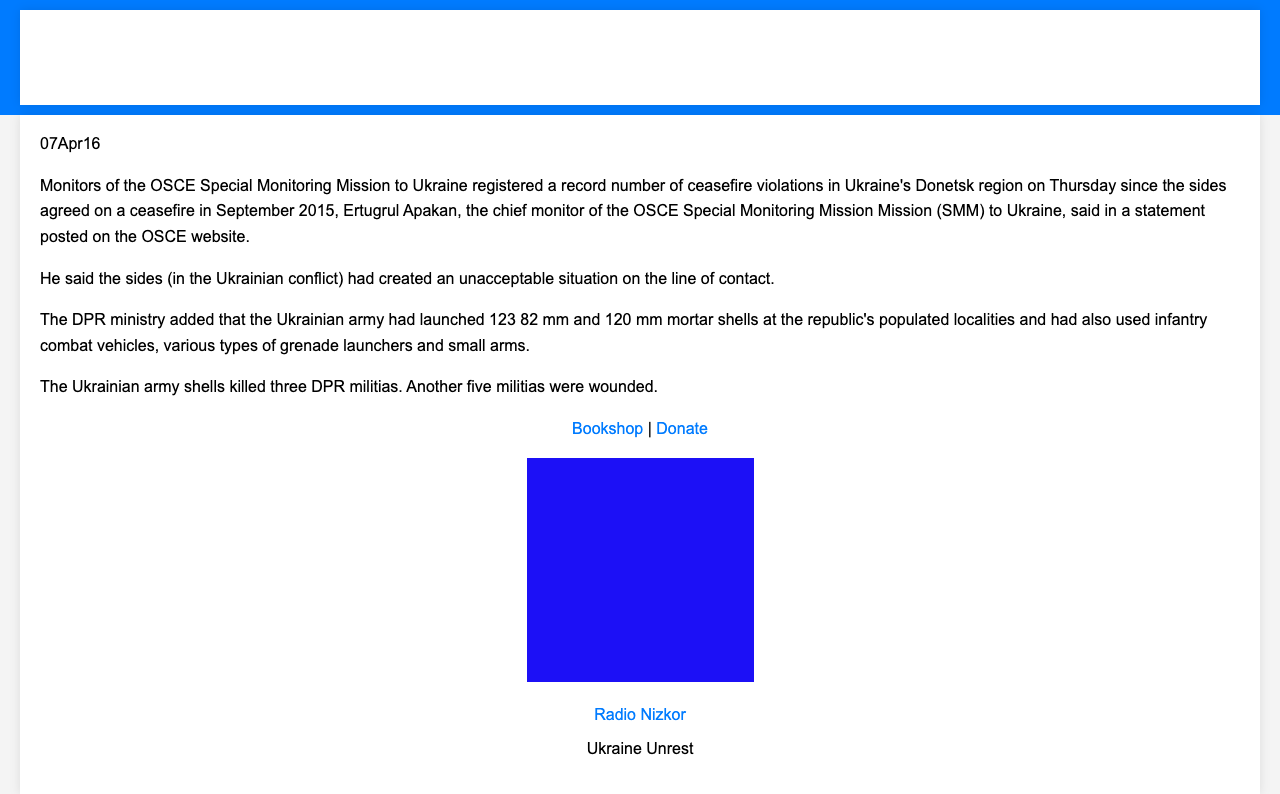 07Apr16
Monitors of the OSCE Special Monitoring Mission to Ukraine registered a record number of ceasefire violations in Ukraine's Donetsk region on Thursday since the sides
agreed on a ceasefire in September 2015, Ertugrul Apakan, the chief monitor of the OSCE Special Monitoring Mission Mission (SMM) to Ukraine, said in a statement
posted on the OSCE website.
He said the sides (in the Ukrainian conflict) had created an unacceptable situation on the line of contact.
The DPR ministry added that the Ukrainian army had launched 123 82 mm and 120 mm mortar shells at the republic's populated localities and had also used infantry
combat vehicles, various types of grenade launchers and small arms.
The Ukrainian army shells killed three DPR militias. Another five militias were wounded.
Bookshop | Donate
Radio Nizkor
Ukraine Unrest